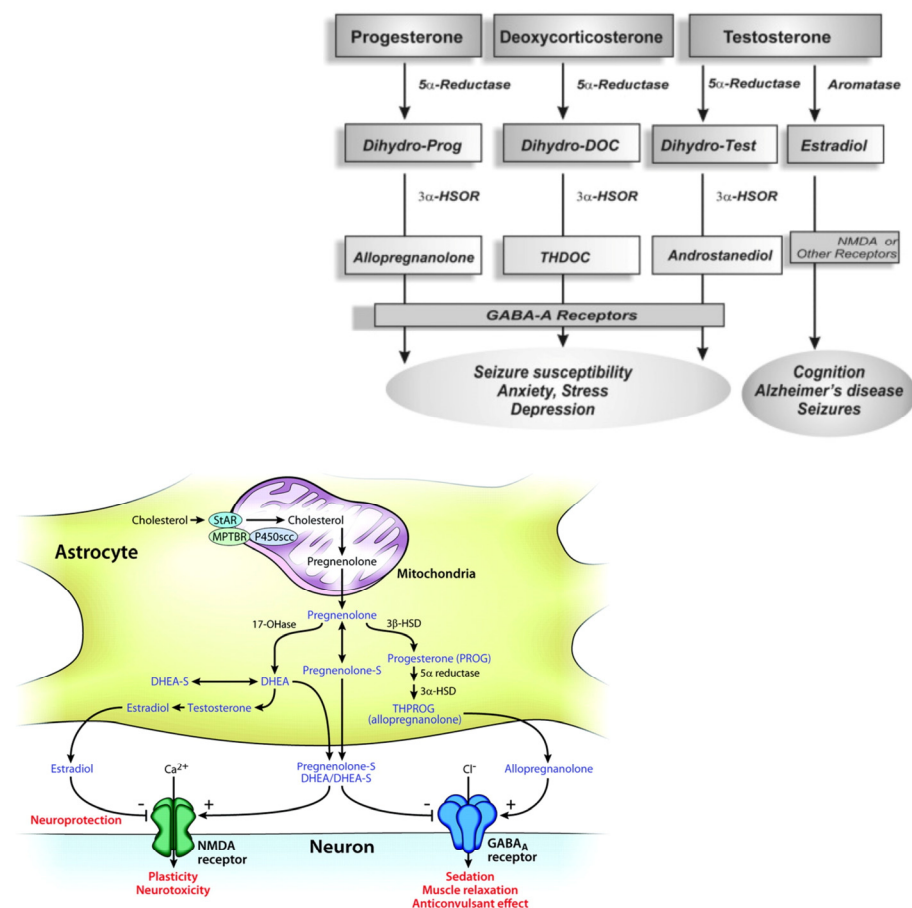 Progesterone
Deoxycorticosterone
Testosterone
5α-Reductase
5α-Reductase
5α-Reductase
Aromatase
Dihydro-Prog
Dihydro-DOC
Dihydro-Test
Estradiol
3α-HSOR
3α-HSOR
3α-HSOR
Allopregnanolone
THDOC
Androstanediol
NMDA or
Other Receptors
GABA-A Receptors
Seizure susceptibility
Anxiety, Stress
Depression
Cognition
Alzheimer's disease
Seizures
Cholesterol
StAR
Cholesterol
MPTBR
P450scc
Astrocyte
Pregnenolone
Mitochondria
Pregnenolone
17-OHase
3β-HSD
Progesterone (PROG)
Pregnenolone-S
5α reductase
DHEA-S
DHEA
3α-HSD
Estradiol
Testosterone
THPROG
(allopregnanolone)
Estradiol
Ca2+
Pregnenolone-S
DHEA/DHEA-S
Cl-
Allopregnanolone
–
+
–
+
Neuroprotection
NMDA
receptor
Neuron
GABAA
receptor
Plasticity
Neurotoxicity
Sedation
Muscle relaxation
Anticonvulsant effect